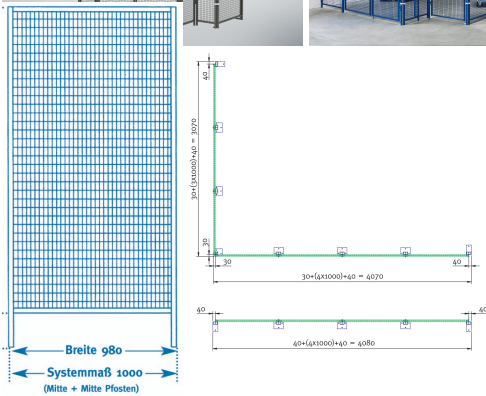 40
30+(3x1000)+40 = 3070
30
30
40
30+(4x1000)+40 = 4070
40
40
40+(4x1000)+40 = 4080
Breite 980
Systemmaß 1000
(Mitte + Mitte Pfosten)